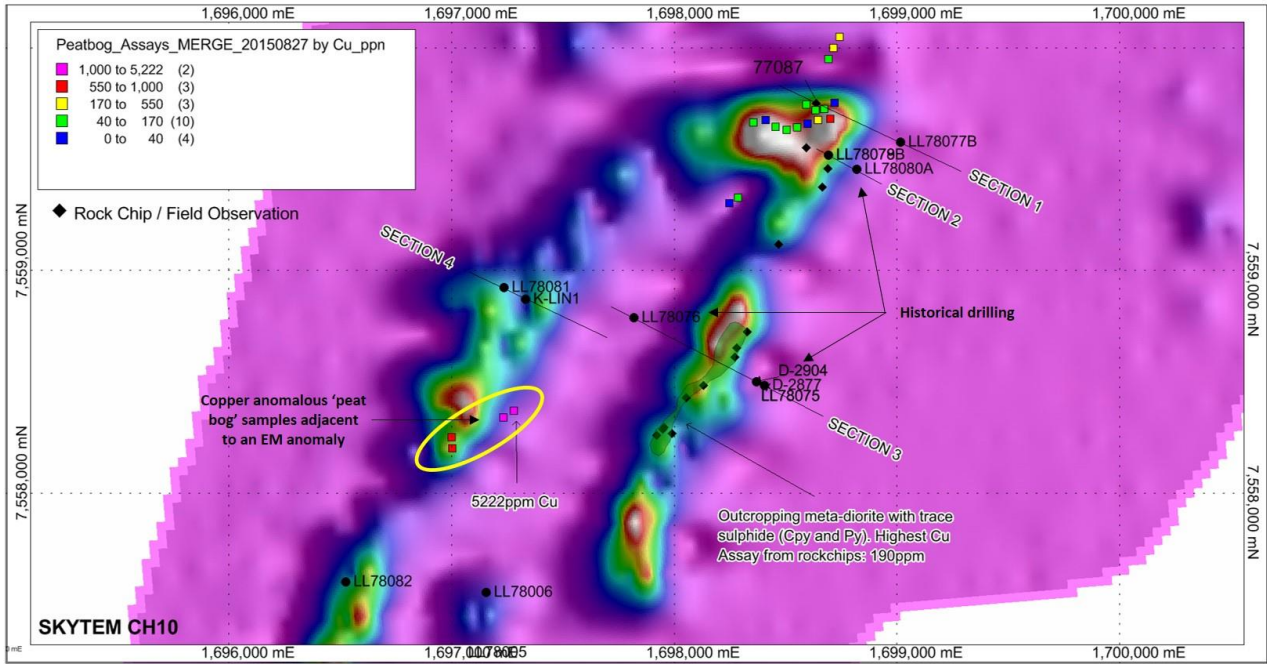 1,696,000 mE 1,697,000 mE 1,698,000 mE 1,699,000 mE 1,700,000 mE
Peatbog_Assays_MERGE_20150827 by Cu_ppn
1,000 to 5,222 (2)
550 to 1,000 (3)
170 to 550 (3)
40 to 170 (10)
0 to 40 (4)
Rock Chip / Field Observation
77087
LL78077B
LL78079B
LL78080A
SECTION 1
SECTION 2
7,559,000 mN
7,559,000 mN
SECTION 4
LL78081
K-LIN1
LL78076
Historical drilling
D-2904
D-2877
LL78075
SECTION 3
Copper anomalous 'peat
bog' samples adjacent
to an EM anomaly
5222ppm Cu
7,558,000 mN
7,558,000 mN
Outcropping meta-diorite with trace
sulphide (Cpy and Py). Highest Cu
Assay from rockchips: 190ppm
LL78082
LL78006
SKYTEM CH10
0 mE
1,696,000 mE 1,697,000 mE 1,698,000 mE 1,699,000 mE 1,700,000 mE